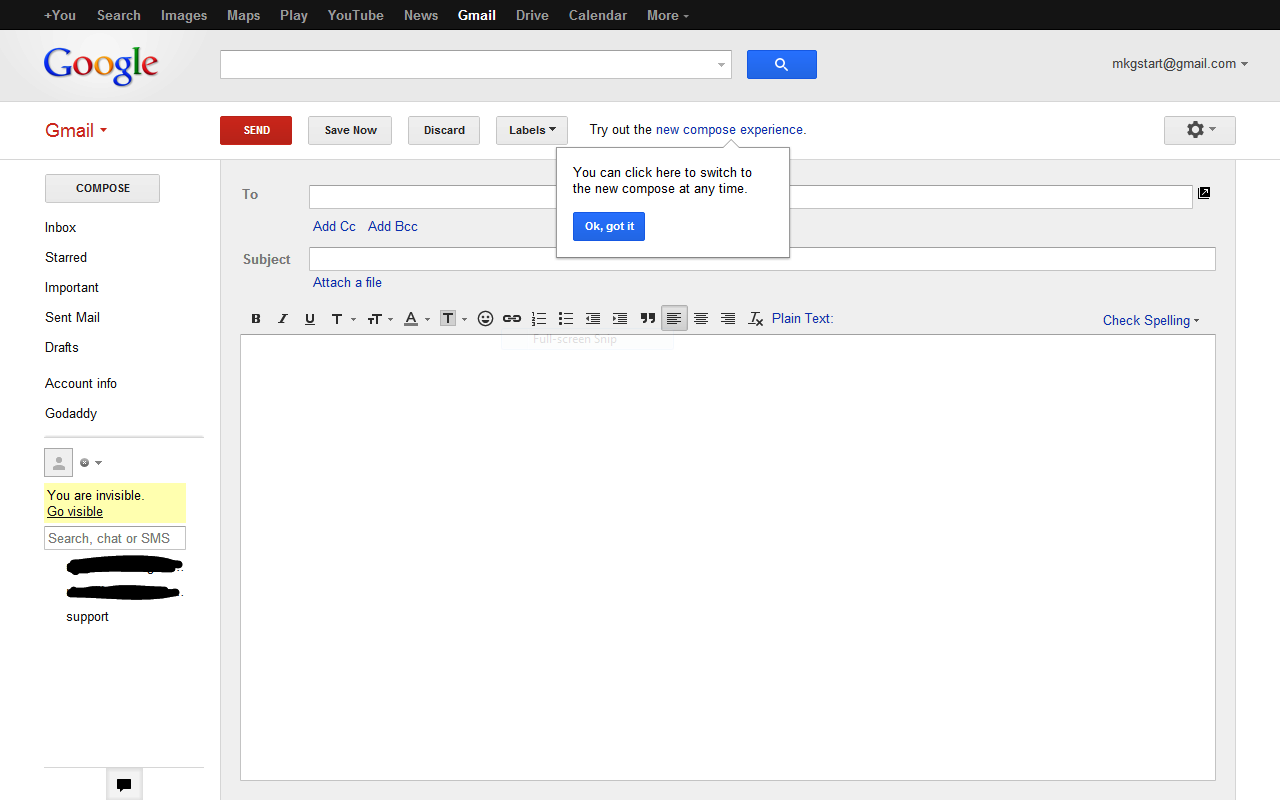 +You Search Images Maps Play YouTube News Gmail Drive Calendar More
Google
mkgstart@gmail.com
Gmail
SEND Save Now Discard Labels Try out the new compose experience.
You can click here to switch to
the new compose at any time.
Ok, got it
COMPOSE
Inbox
Starred
Important
Sent Mail
Drafts
Account info
Godaddy
You are invisible.
Go visible
Search, chat or SMS
support
To
Add Cc Add Bcc
Subject
Attach a file
B I U T T A T Plain Text: Check Spelling
Full-screen Snip